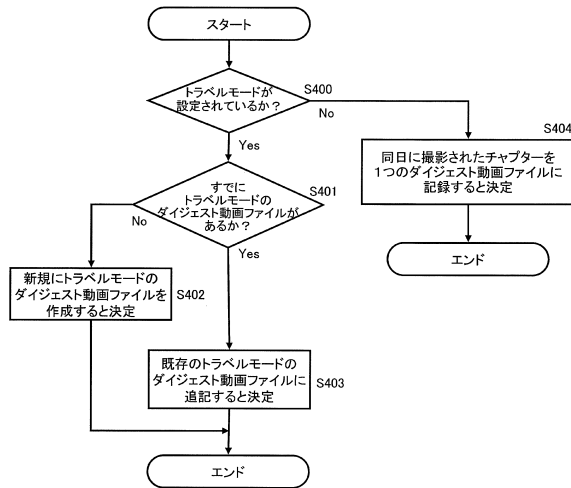 スタート
トラベルモードが
設定されているか?
S400
No
Yes
S404
同日に撮影されたチャプターを
1つのダイジェスト動画ファイルに
記録すると決定
エンド
すでに
トラベルモードの
ダイジェスト動画ファイルが
あるか?
S401
No
Yes
新規にトラベルモードの
ダイジェスト動画ファイルを
作成すると決定
S402
既存のトラベルモードの
ダイジェスト動画ファイルに
追記すると決定
S403
エンド